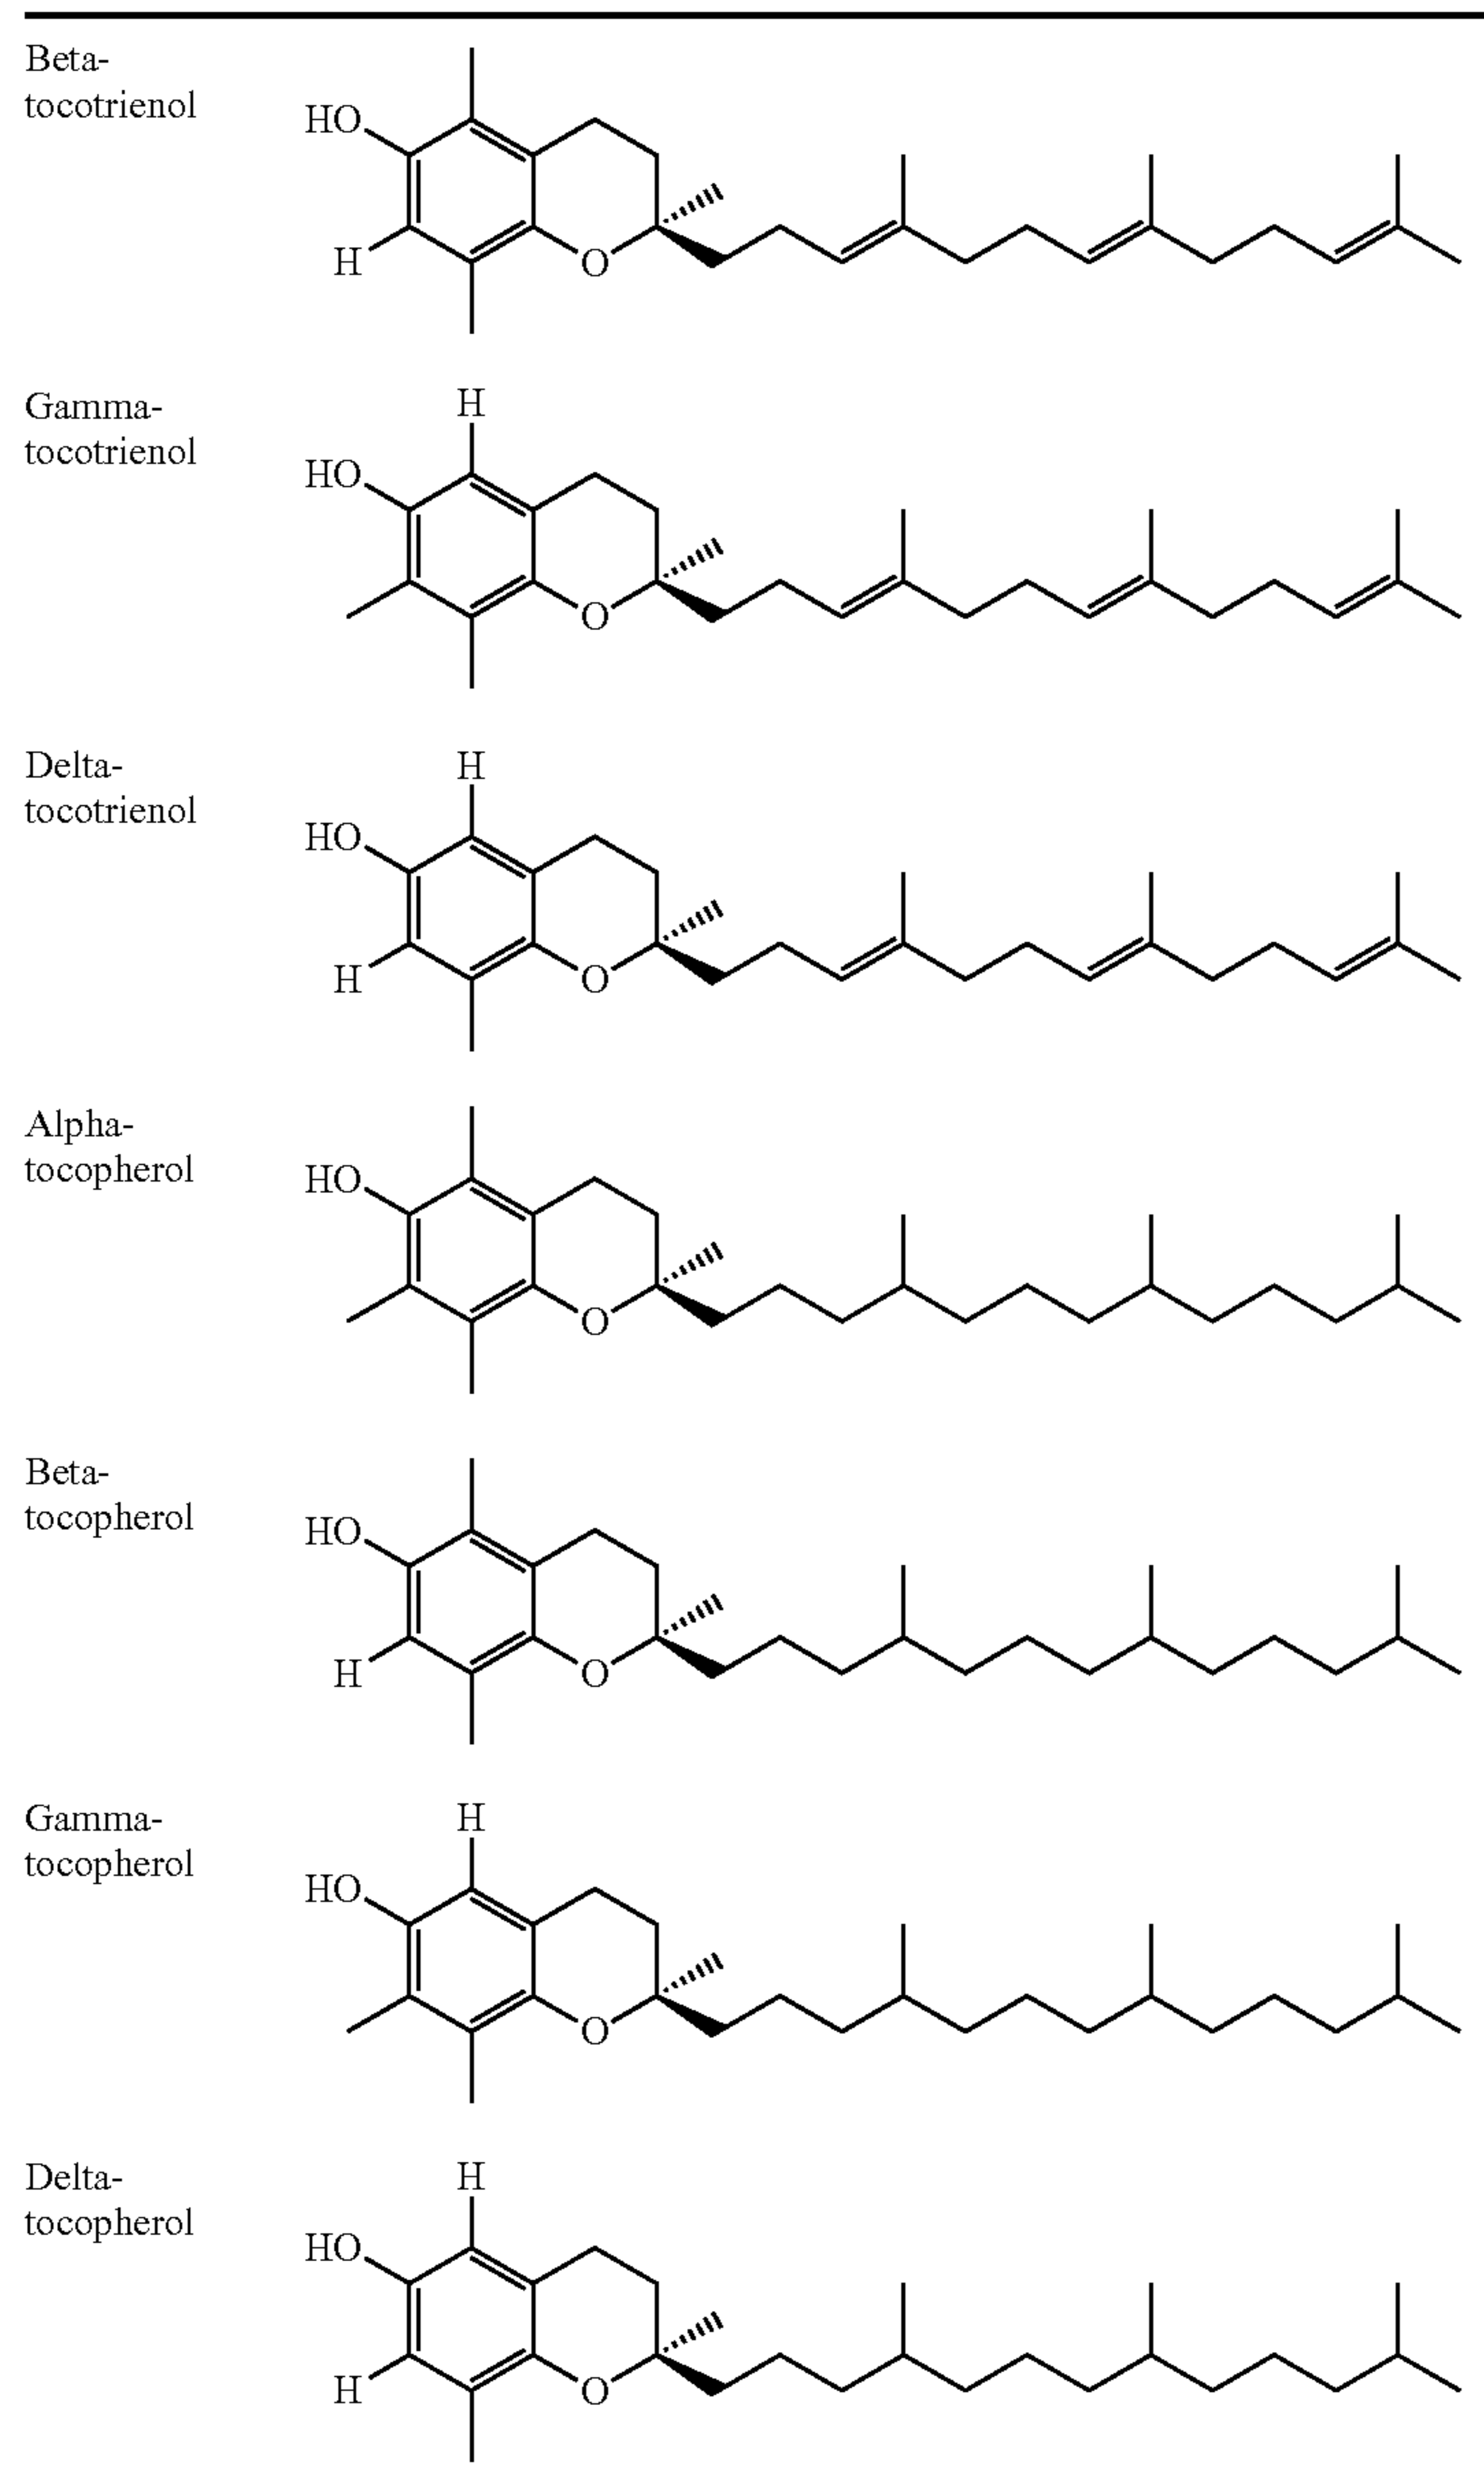 Beta-
tocotrienol
HO
H
O
Gamma-
tocotrienol
H
HO
O
Delta-
tocotrienol
H
HO
H
O
Alpha-
tocopherol
HO
O
Beta-
tocopherol
HO
H
O
Gamma-
tocopherol
H
HO
O
Delta-
tocopherol
H
HO
H
O